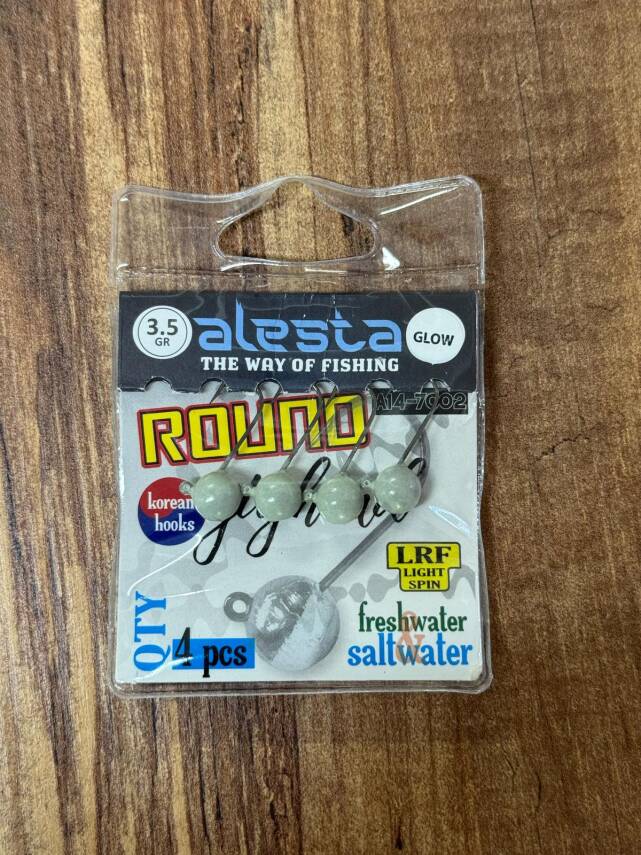 3.5
GR
alesta
GLOW
THE WAY OF FISHING
A14-7002
ROUND
korean
hooks
LRF
LIGHT
SPIN
QTY
4 pcs
freshwater
&
saltwater